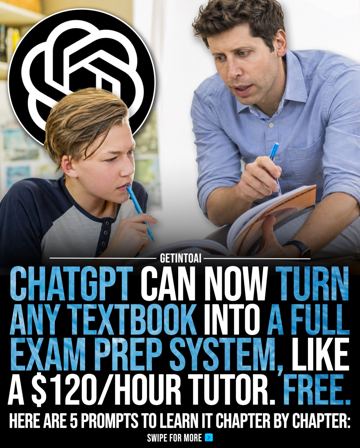 GETINTOAI
CHATGPT CAN NOW TURN
ANY TEXTBOOK INTO A FULL
EXAM PREP SYSTEM, LIKE
A $120/HOUR TUTOR. FREE.
HERE ARE 5 PROMPTS TO LEARN IT CHAPTER BY CHAPTER:
SWIPE FOR MORE